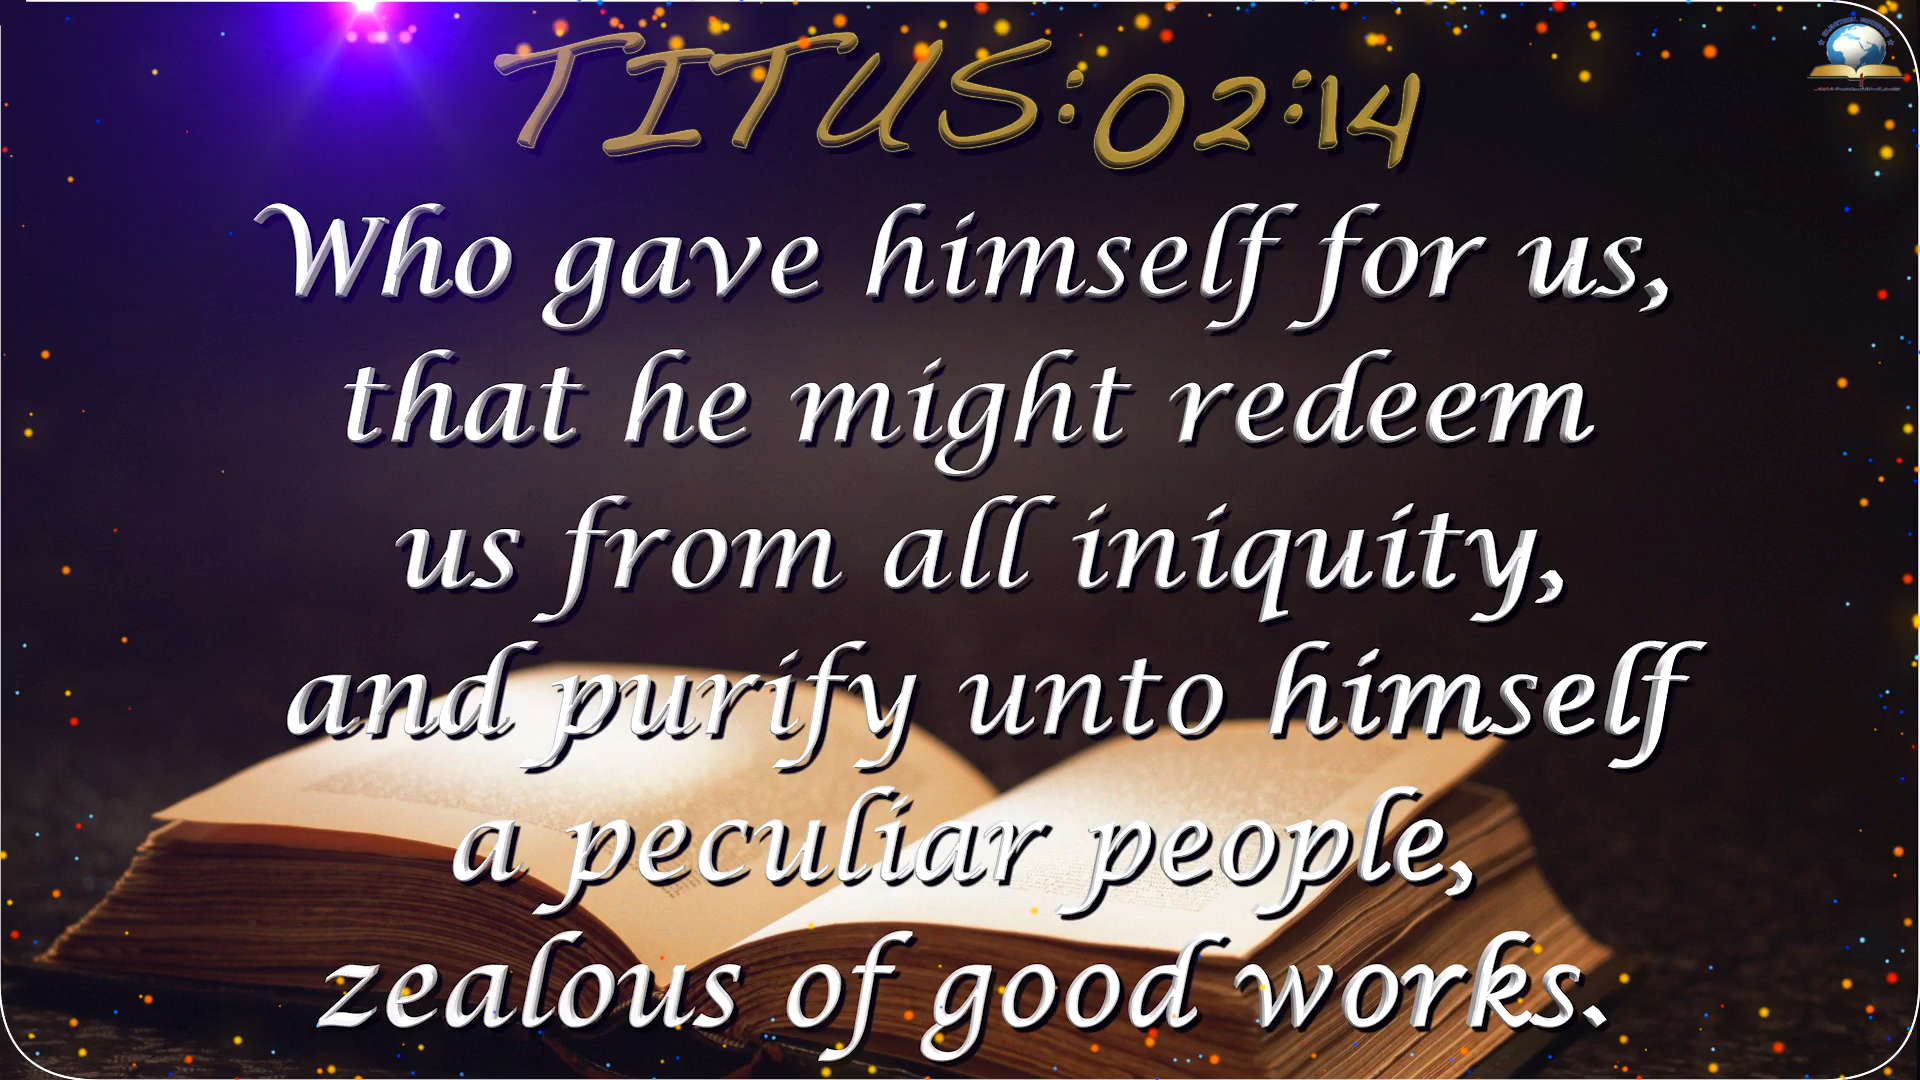 TITUS:02:14
Who gave himself for us,
that he might redeem
us from all iniquity,
and purify unto himself
a peculiar people,
zealous of good works.